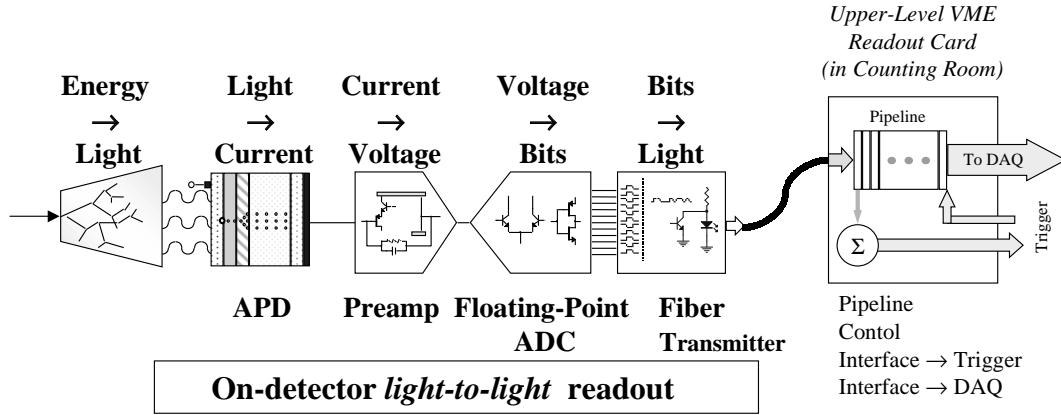 Upper-Level VME
Readout Card
(in Counting Room)
Energy
→
Light
Light
→
Current
Current
→
Voltage
Voltage
→
Bits
Bits
→
Light
Pipeline
To DAQ
Trigger
Σ
APD
Preamp
Floating-Point
ADC
Fiber
Transmitter
Pipeline
Contol
Interface → Trigger
Interface → DAQ
On-detector light-to-light readout